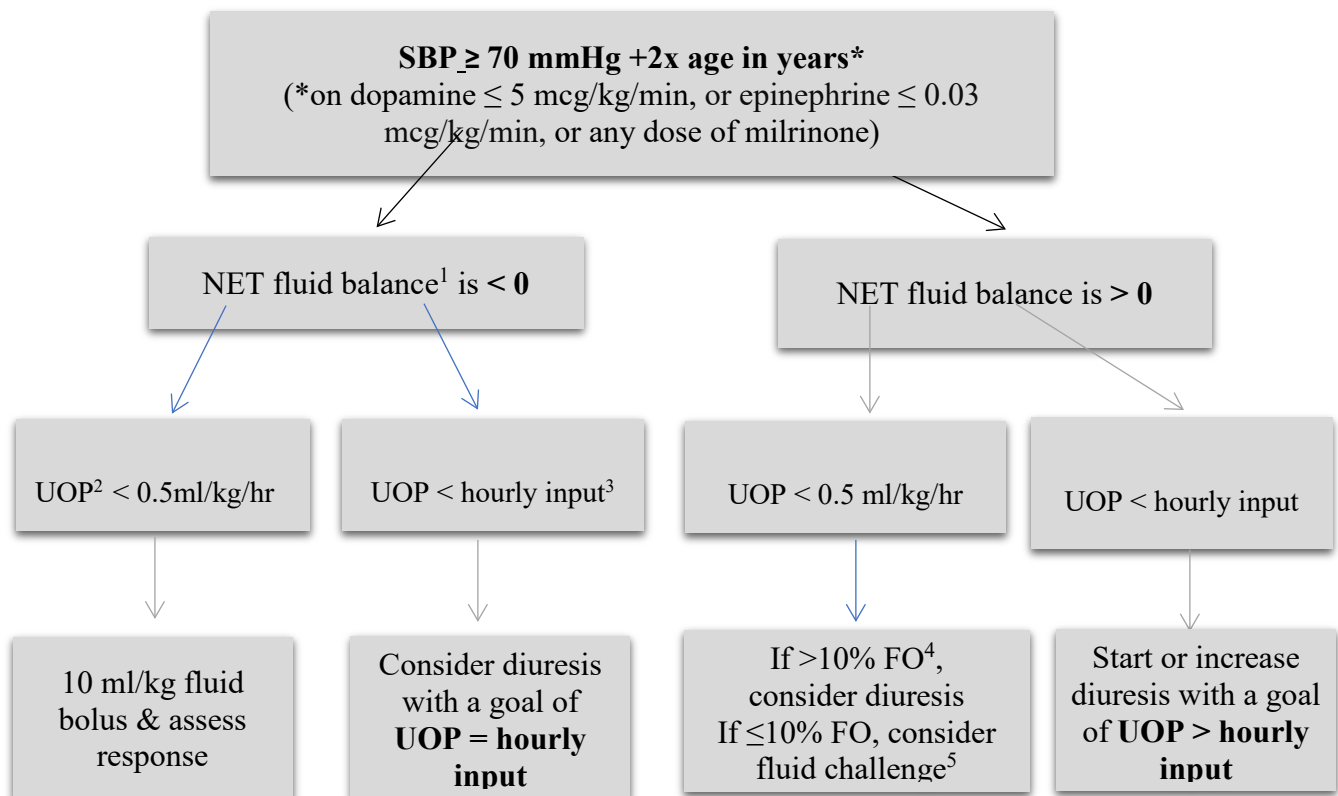 SBP ≥ 70 mmHg +2x age in years*
(*on dopamine ≤ 5 mcg/kg/min, or epinephrine ≤ 0.03
mcg/kg/min, or any dose of milrinone)
NET fluid balance¹ is < 0
NET fluid balance is > 0
UOP² < 0.5ml/kg/hr
UOP < hourly input³
UOP < 0.5 ml/kg/hr
UOP < hourly input
10 ml/kg fluid
bolus & assess
response
Consider diuresis
with a goal of
UOP = hourly
input
If >10% FO⁴,
consider diuresis
If ≤10% FO, consider
fluid challenge⁵
Start or increase
diuresis with a goal
of UOP > hourly
input